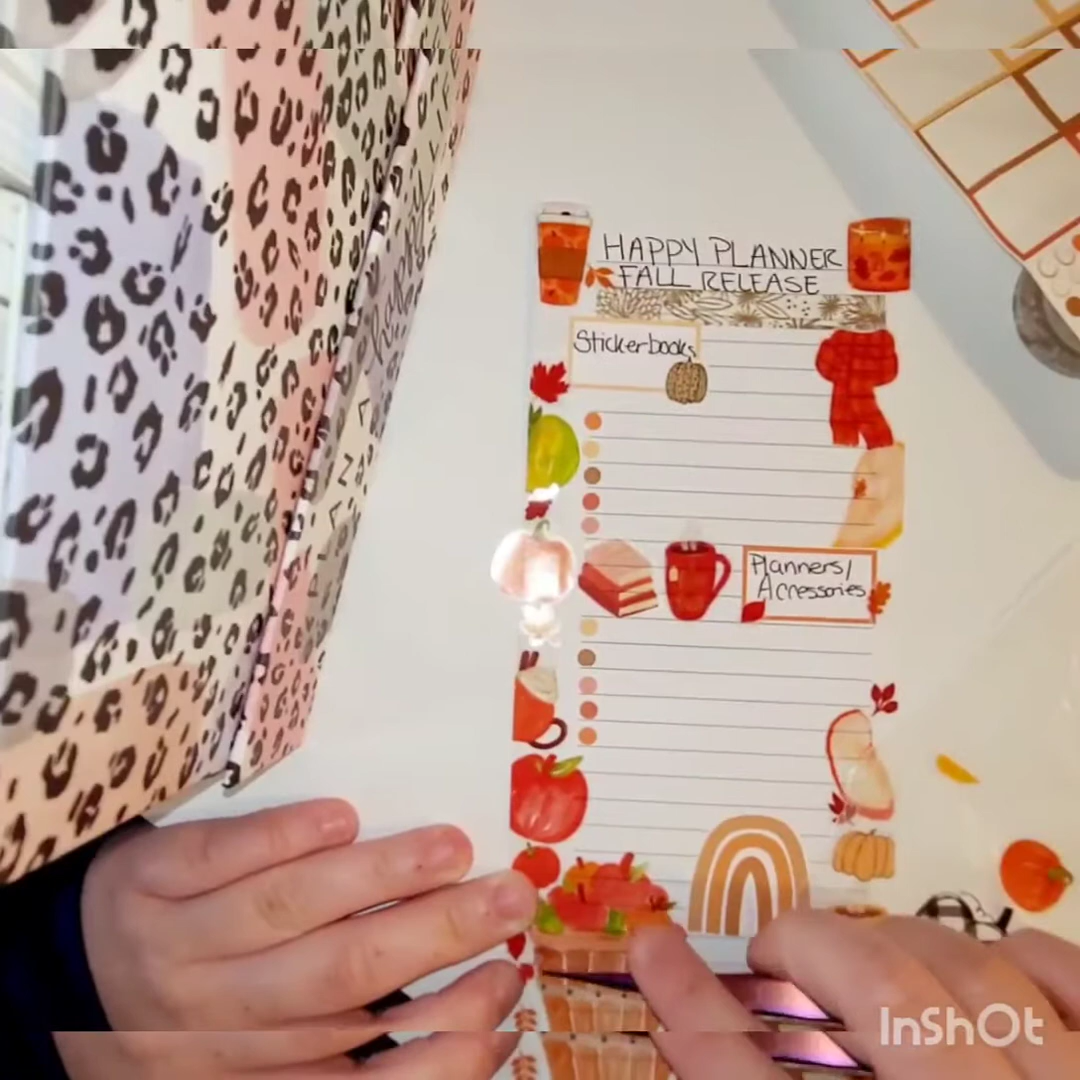 HAPPY PLANNER
FALL RELEASE
Stickerbooks
Planners/
Accessories
InShOt